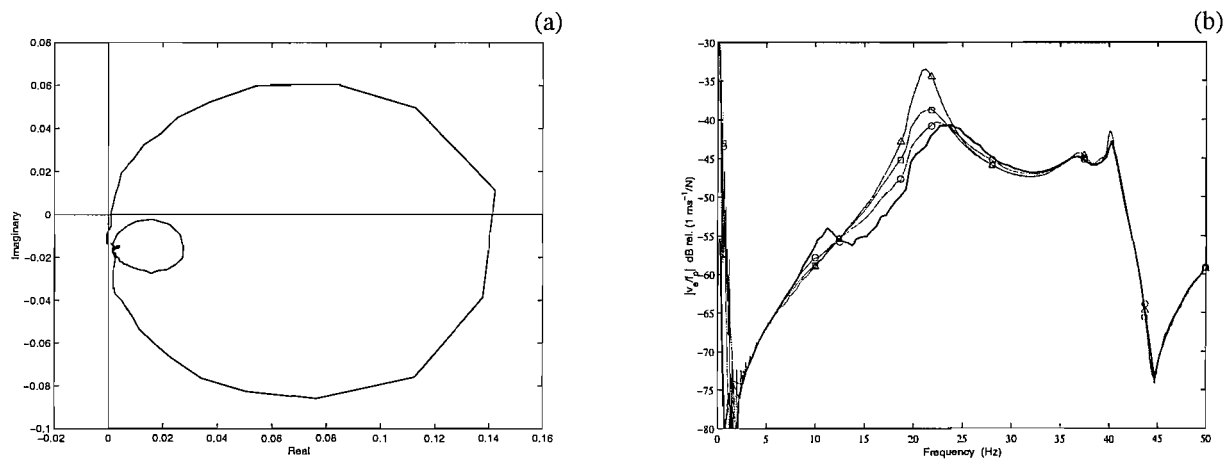 (a)
0.08
0.06
0.04
0.02
0
−0.02
−0.04
−0.06
−0.08
−0.1
−0.02 0 0.02 0.04 0.06 0.08 0.1 0.12 0.14 0.16
Imaginary
Real
(b)
−30
−35
−40
−45
−50
−55
−60
−65
−70
−75
−80
0 5 10 15 20 25 30 35 40 45 50
|vₑ/fₚ| dB rel. (1 ms⁻¹/N)
Frequency (Hz)